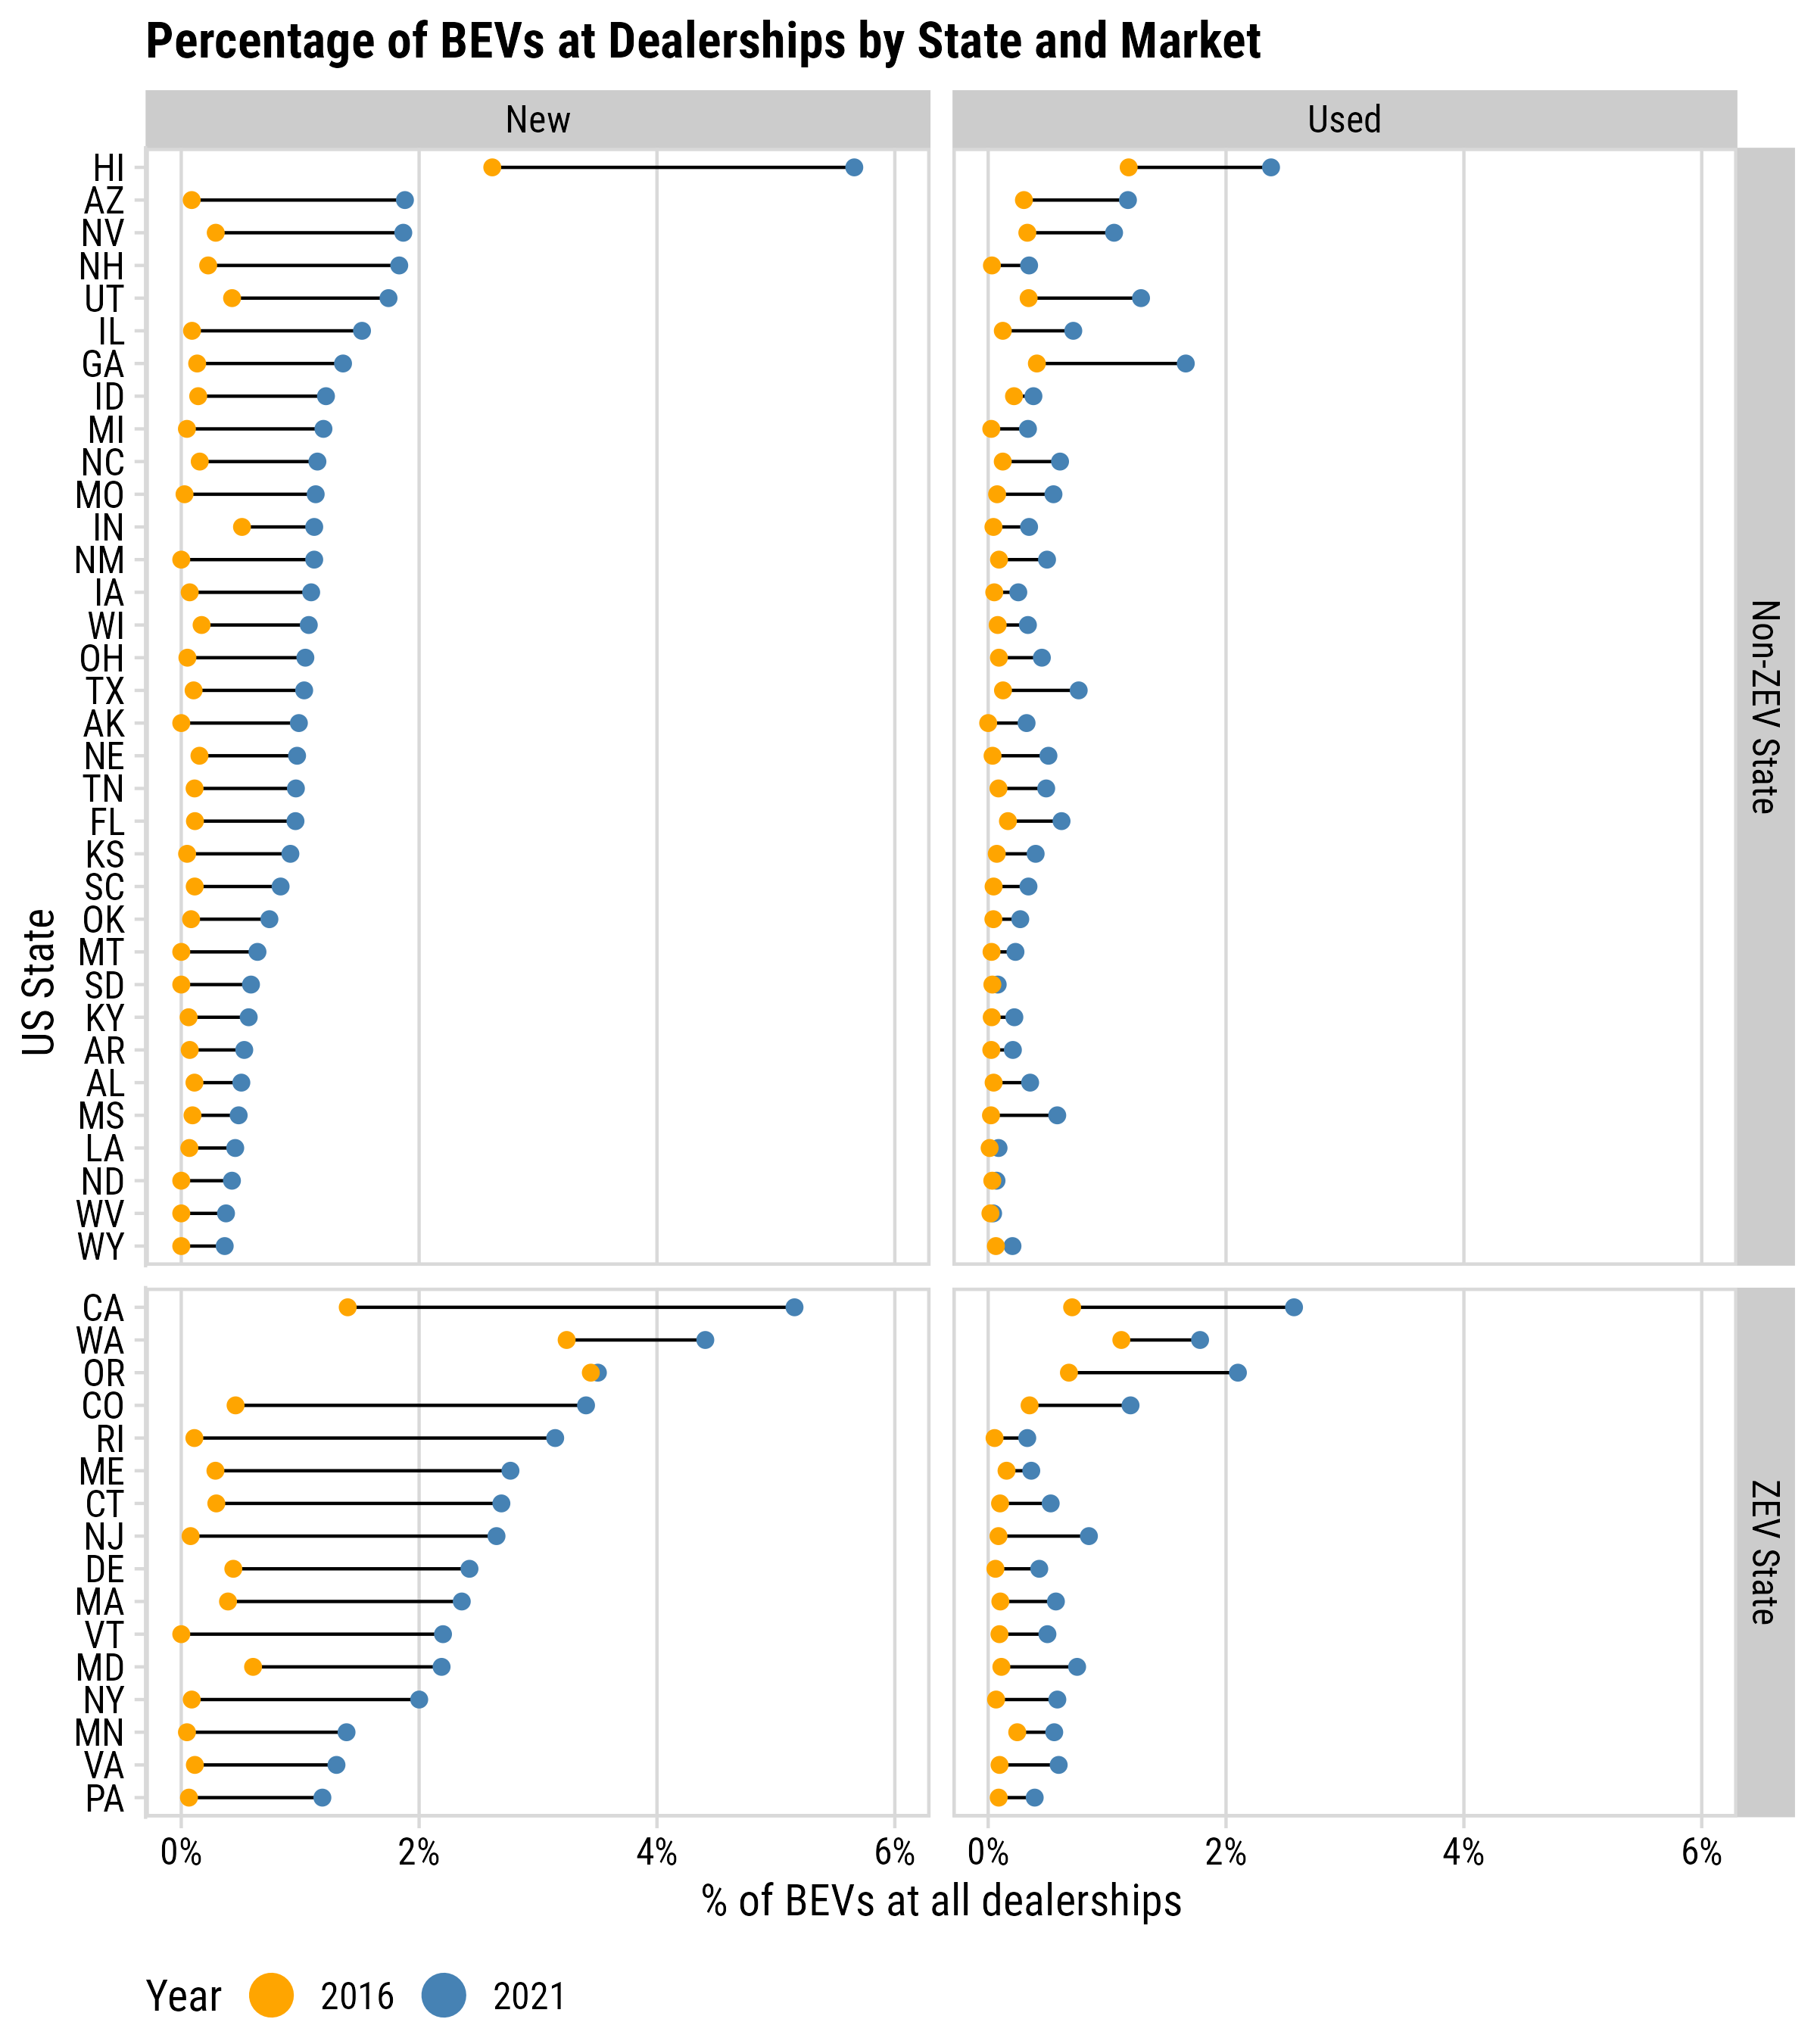 Percentage of BEVs at Dealerships by State and Market
New
Used
HI
AZ
NV
NH
UT
IL
GA
ID
MI
NC
MO
IN
NM
IA
WI
OH
TX
AK
NE
TN
FL
KS
SC
OK
MT
SD
KY
AR
AL
MS
LA
ND
WV
WY
Non-ZEV State
US State
CA
WA
OR
CO
RI
ME
CT
NJ
DE
MA
VT
MD
NY
MN
VA
PA
ZEV State
0% 2% 4% 6% 0% 2% 4% 6%
% of BEVs at all dealerships
Year 2016 2021